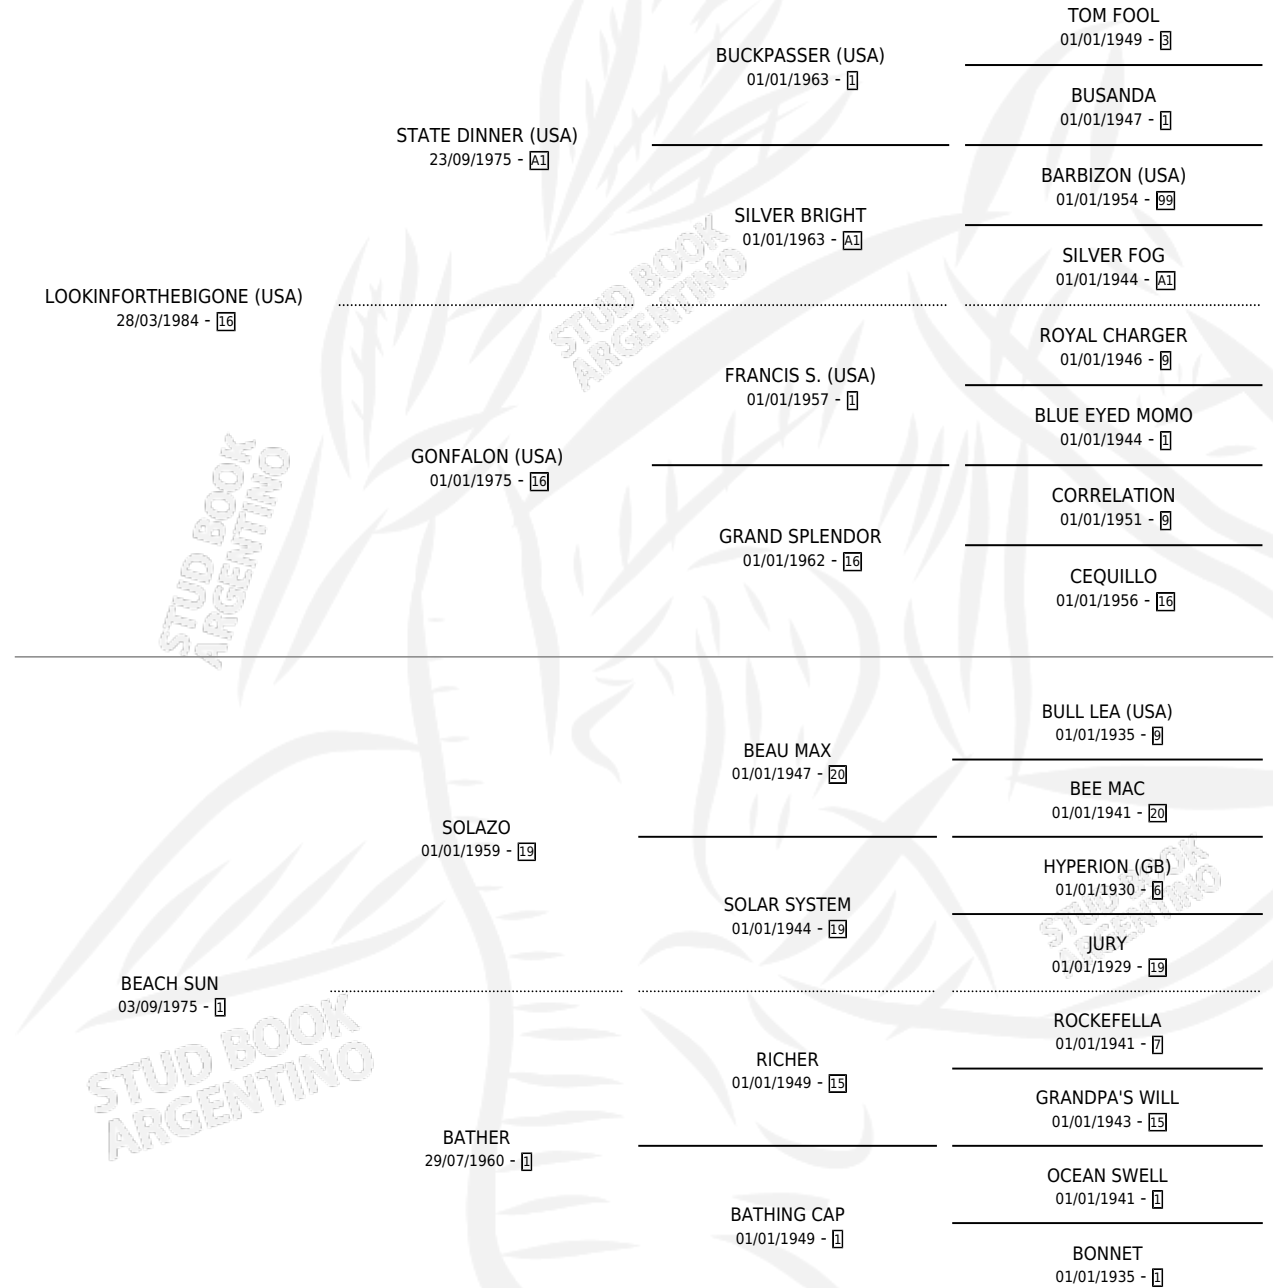 TOM FOOL
01/01/1949 - 3
BUCKPASSER (USA)
01/01/1963 - 1
BUSANDA
01/01/1947 - 1
STATE DINNER (USA)
23/09/1975 - A1
BARBIZON (USA)
01/01/1954 - 99
SILVER BRIGHT
01/01/1963 - A1
SILVER FOG
01/01/1944 - A1
LOOKINFORTHEBIGONE (USA)
28/03/1984 - 16
ROYAL CHARGER
01/01/1946 - 9
FRANCIS S. (USA)
01/01/1957 - 1
BLUE EYED MOMO
01/01/1944 - 1
GONFALON (USA)
01/01/1975 - 16
CORRELATION
01/01/1951 - 9
GRAND SPLENDOR
01/01/1962 - 16
CEQUILLO
01/01/1956 - 16
BULL LEA (USA)
01/01/1935 - 9
BEAU MAX
01/01/1947 - 20
BEE MAC
01/01/1941 - 20
SOLAZO
01/01/1959 - 19
HYPERION (GB)
01/01/1930 - 6
SOLAR SYSTEM
01/01/1944 - 19
JURY
01/01/1929 - 19
BEACH SUN
03/09/1975 - 1
ROCKEFELLA
01/01/1941 - 7
RICHER
01/01/1949 - 15
GRANDPA'S WILL
01/01/1943 - 15
BATHER
29/07/1960 - 1
OCEAN SWELL
01/01/1941 - 1
BATHING CAP
01/01/1949 - 1
BONNET
01/01/1935 - 1
STUD BOOK
ARGENTINO
STUD BOOK
ARGENTINO
STUD BOOK
ARGENTINO
STUD BOOK
ARGENTINO